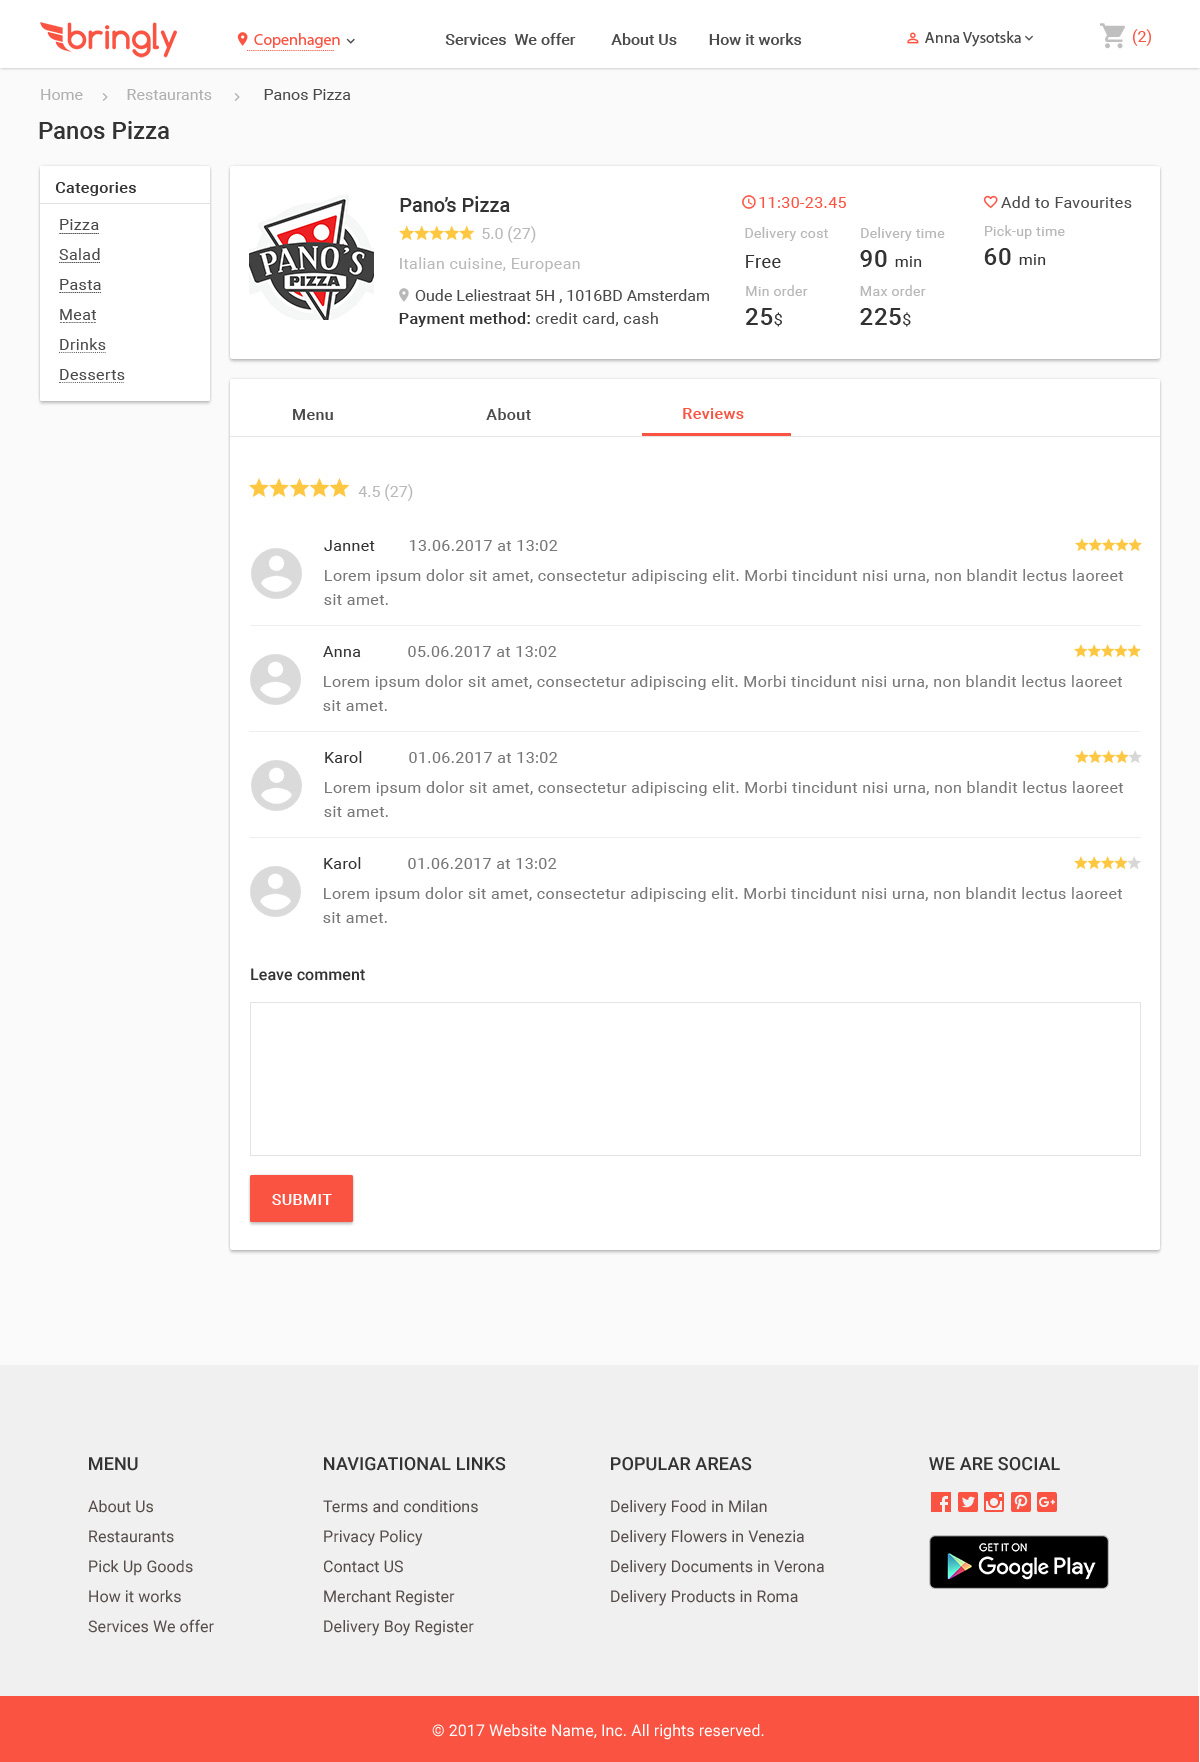 bringly
Copenhagen
Services We offer
About Us
How it works
Anna Vysotska
(2)
Home
Restaurants
Panos Pizza
Panos Pizza
Categories
Pizza
Salad
Pasta
Meat
Drinks
Desserts
PANO'S
PIZZA
Pano’s Pizza
5.0 (27)
Italian cuisine, European
Oude Leliestraat 5H , 1016BD Amsterdam
Payment method: credit card, cash
11:30-23.45
Delivery cost
Free
Min order
25$
Delivery time
90 min
Max order
225$
Add to Favourites
Pick-up time
60 min
Menu
About
Reviews
4.5 (27)
Jannet 13.06.2017 at 13:02
Lorem ipsum dolor sit amet, consectetur adipiscing elit. Morbi tincidunt nisi urna, non blandit lectus laoreet
sit amet.
Anna 05.06.2017 at 13:02
Lorem ipsum dolor sit amet, consectetur adipiscing elit. Morbi tincidunt nisi urna, non blandit lectus laoreet
sit amet.
Karol 01.06.2017 at 13:02
Lorem ipsum dolor sit amet, consectetur adipiscing elit. Morbi tincidunt nisi urna, non blandit lectus laoreet
sit amet.
Karol 01.06.2017 at 13:02
Lorem ipsum dolor sit amet, consectetur adipiscing elit. Morbi tincidunt nisi urna, non blandit lectus laoreet
sit amet.
Leave comment
SUBMIT
MENU
About Us
Restaurants
Pick Up Goods
How it works
Services We offer
NAVIGATIONAL LINKS
Terms and conditions
Privacy Policy
Contact US
Merchant Register
Delivery Boy Register
POPULAR AREAS
Delivery Food in Milan
Delivery Flowers in Venezia
Delivery Documents in Verona
Delivery Products in Roma
WE ARE SOCIAL
G+
GET IT ON
Google Play
© 2017 Website Name, Inc. All rights reserved.